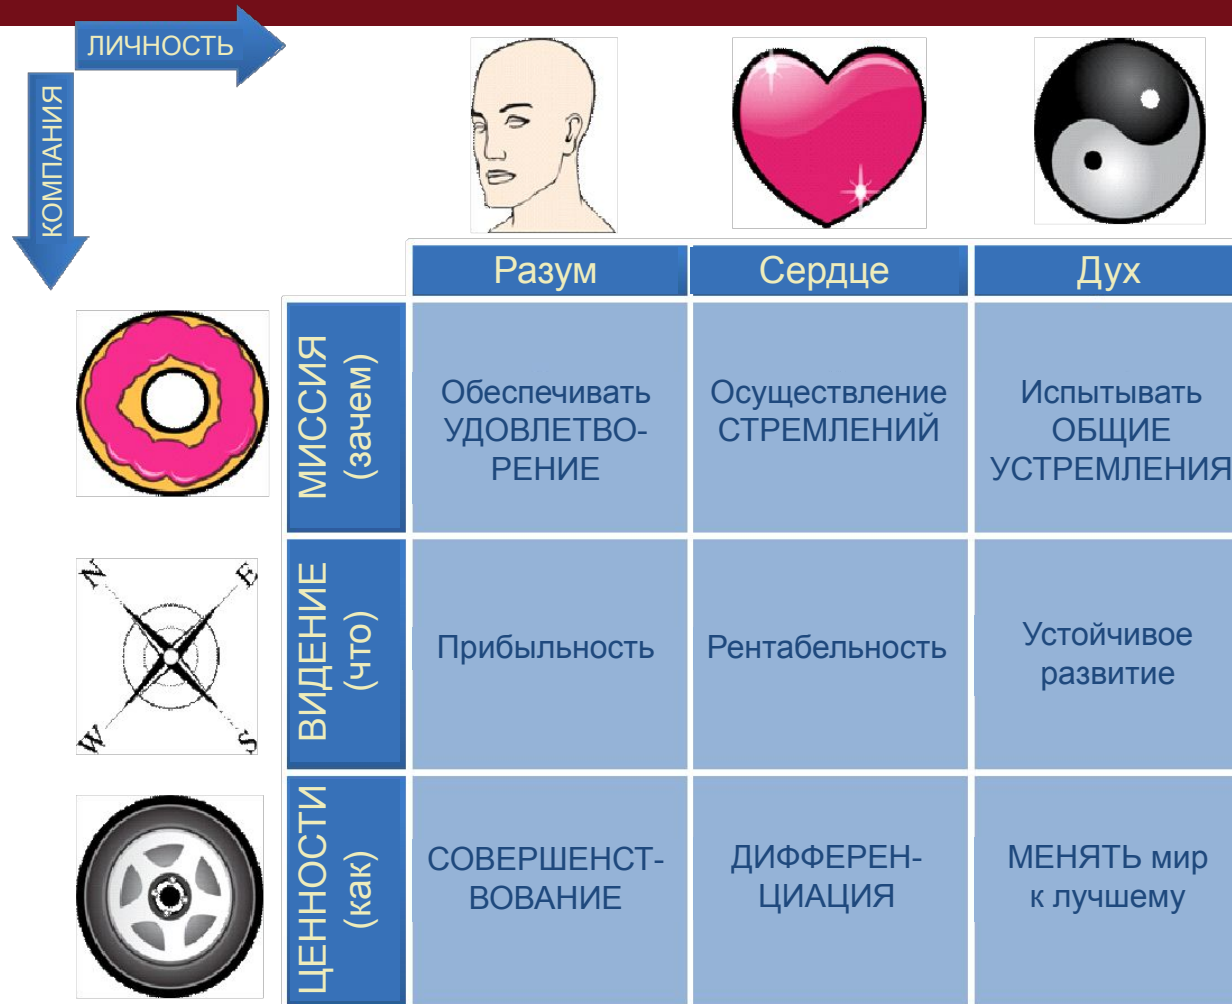 ЛИЧНОСТЬ
КОМПАНИЯ
Разум
Сердце
Дух
МИССИЯ
(зачем)
Обеспечивать
УДОВЛЕТВО-
РЕНИЕ
Осуществление
СТРЕМЛЕНИЙ
Испытывать
ОБЩИЕ
УСТРЕМЛЕНИЯ
N
E
W
S
ВИДЕНИЕ
(что)
Прибыльность
Рентабельность
Устойчивое
развитие
ЦЕННОСТИ
(как)
СОВЕРШЕНСТ-
ВОВАНИЕ
ДИФФЕРЕН-
ЦИАЦИЯ
МЕНЯТЬ мир
к лучшему